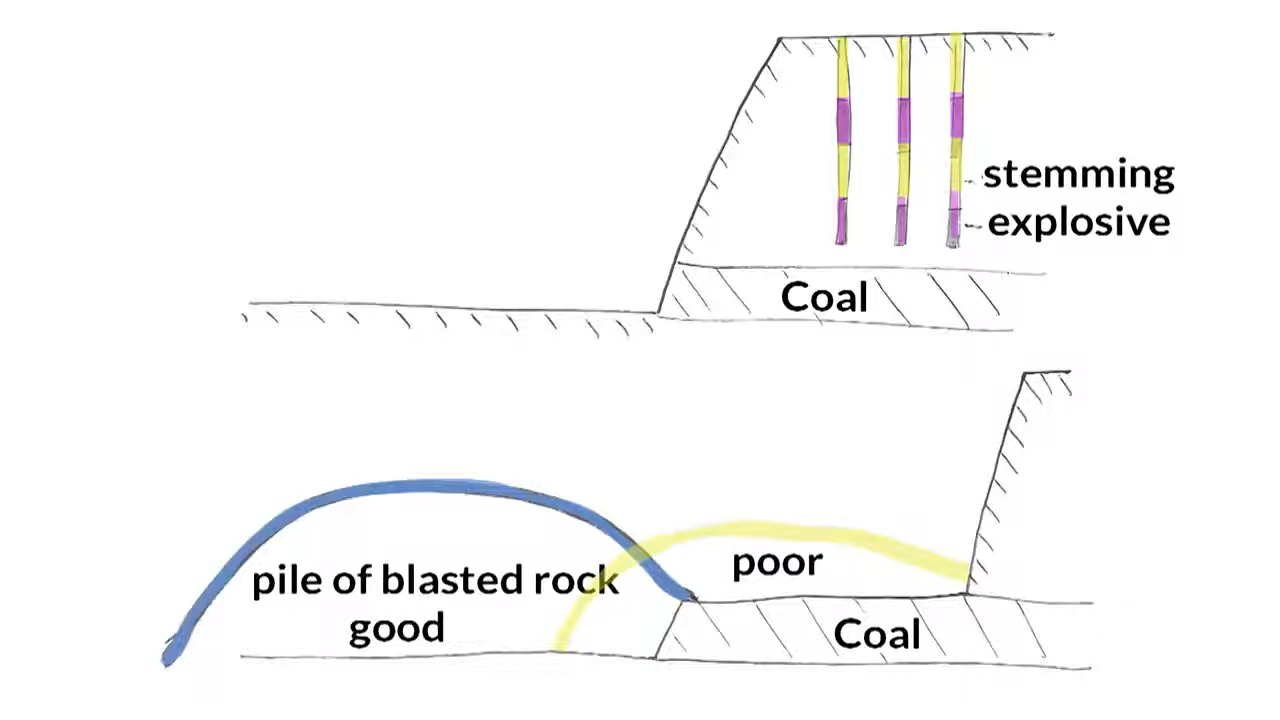 stemming
explosive
Coal
poor
pile of blasted rock
good
Coal